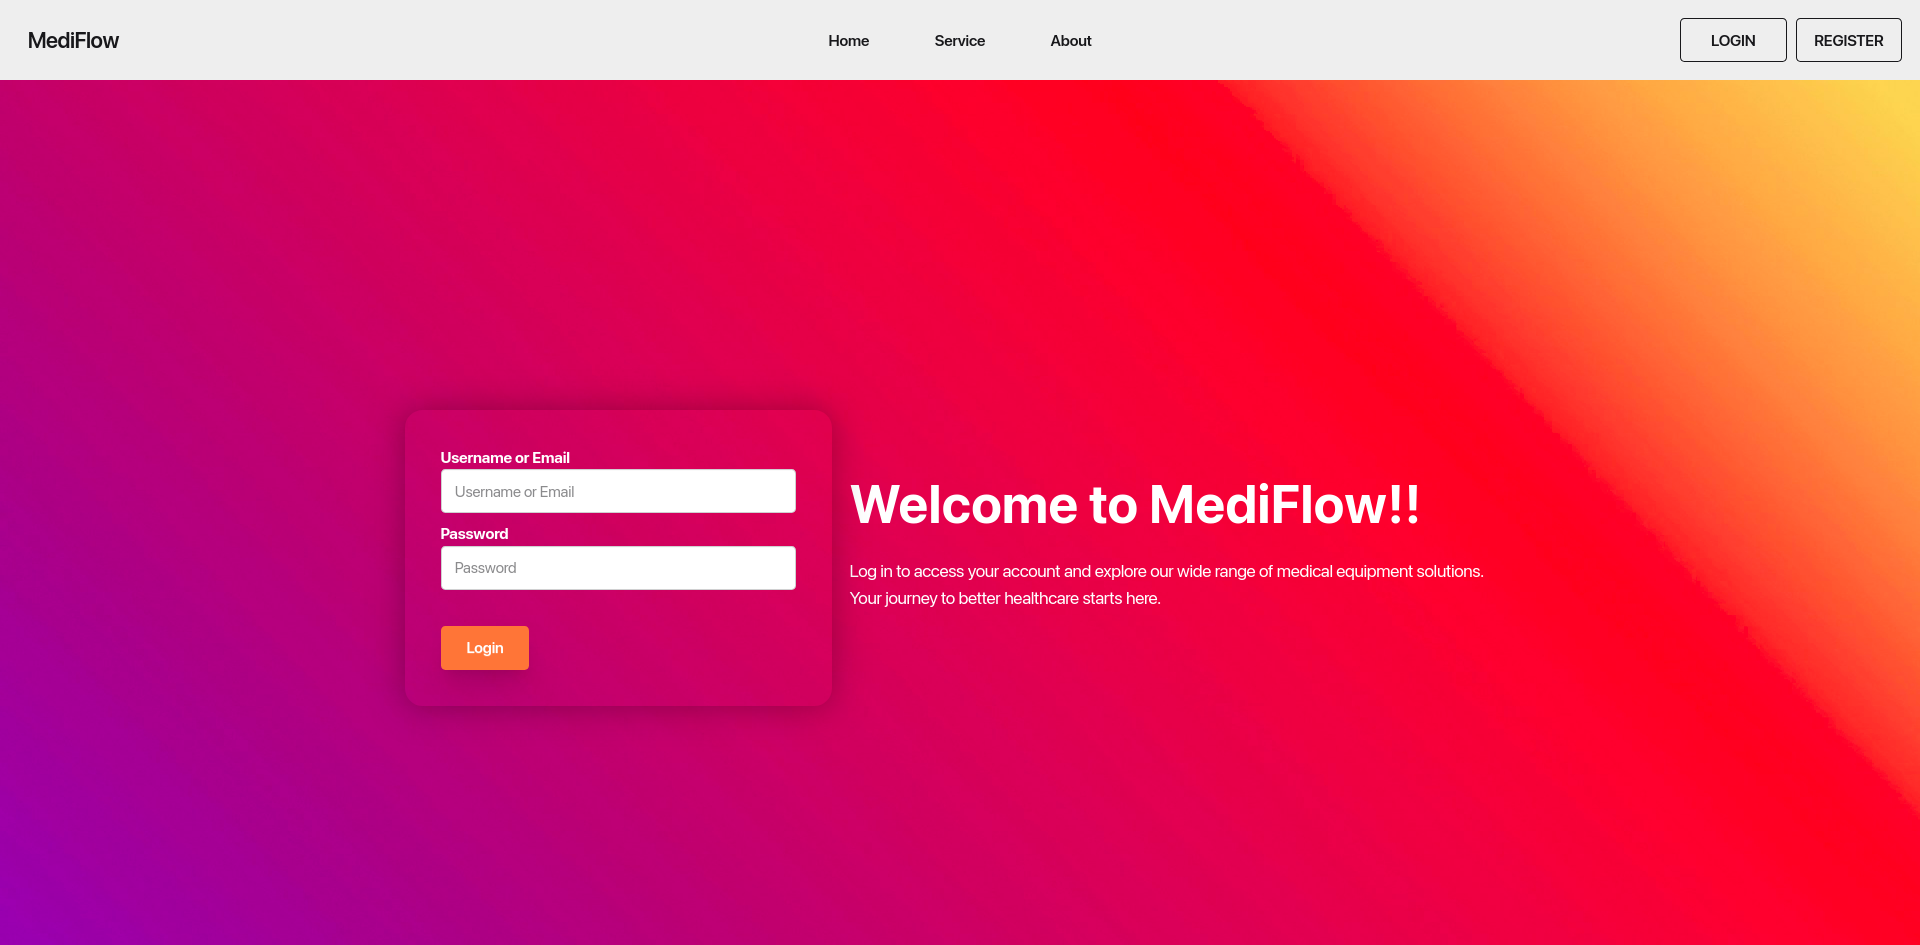 MediFlow
Home
Service
About
LOGIN
REGISTER
Username or Email
Username or Email
Password
Password
Login
Welcome to MediFlow!!
Log in to access your account and explore our wide range of medical equipment solutions.
Your journey to better healthcare starts here.